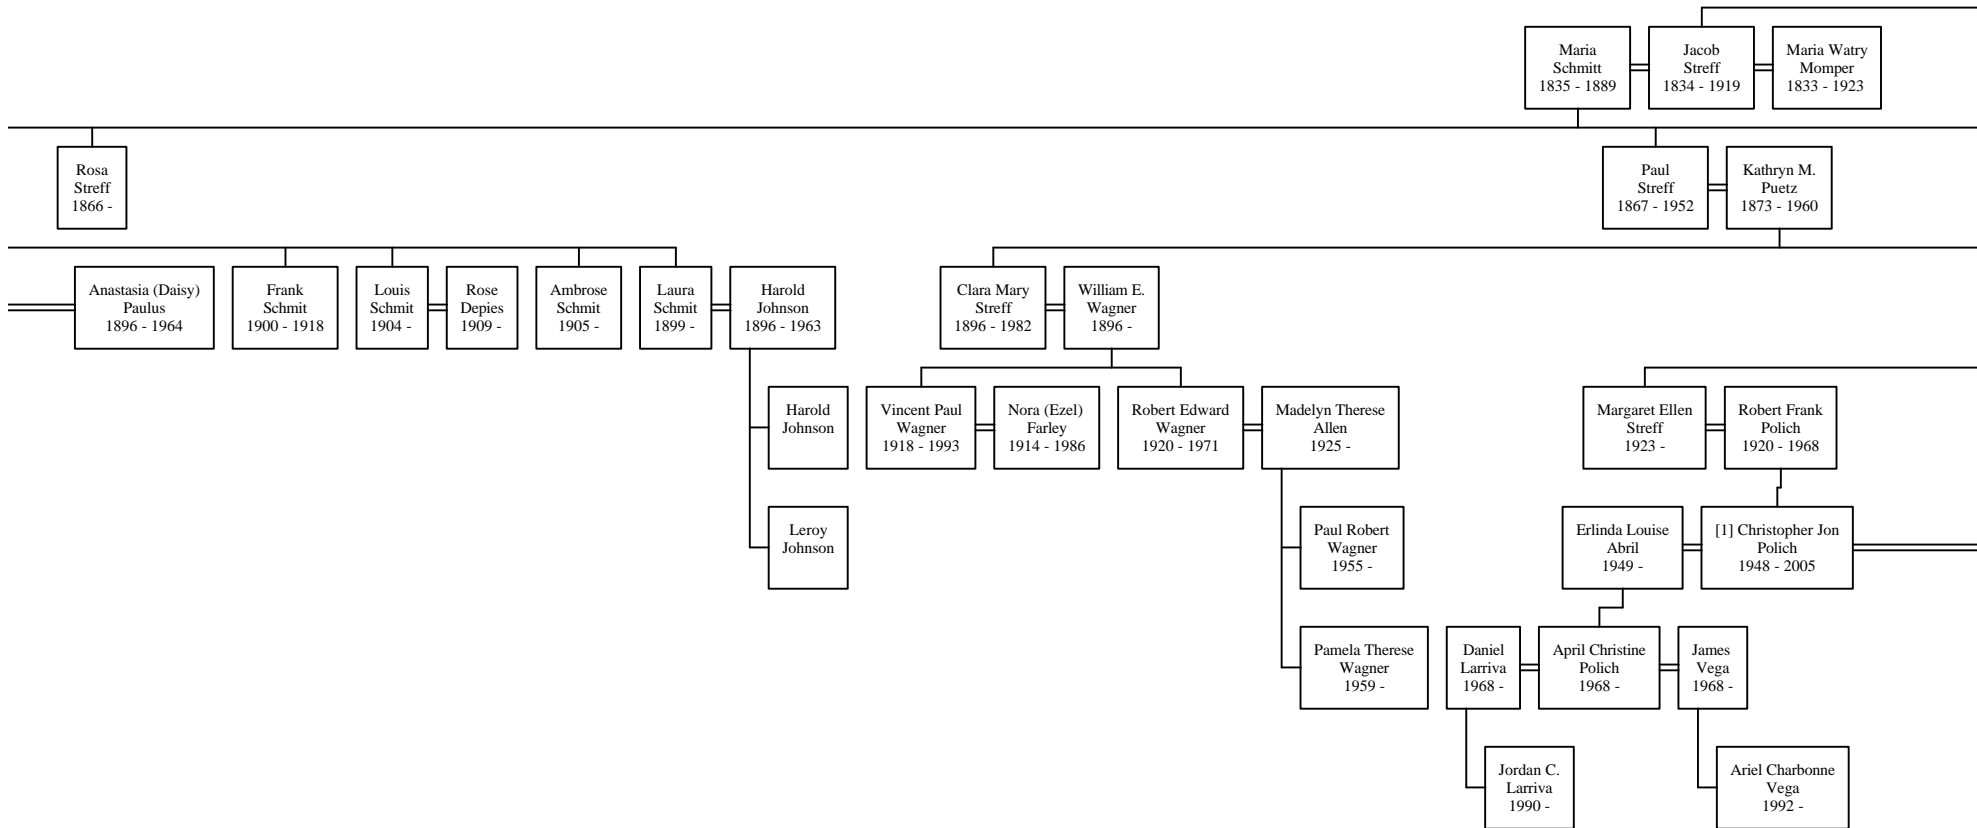 Maria
Schmitt
1835 - 1889
Jacob
Streff
1834 - 1919
Maria Watry
Momper
1833 - 1923
Rosa
Streff
1866 -
Paul
Streff
1867 - 1952
Kathryn M.
Puetz
1873 - 1960
Anastasia (Daisy)
Paulus
1896 - 1964
Frank
Schmit
1900 - 1918
Louis
Schmit
1904 -
Rose
Depies
1909 -
Ambrose
Schmit
1905 -
Laura
Schmit
1899 -
Harold
Johnson
1896 - 1963
Clara Mary
Streff
1896 - 1982
William E.
Wagner
1896 -
Harold
Johnson
Vincent Paul
Wagner
1918 - 1993
Nora (Ezel)
Farley
1914 - 1986
Robert Edward
Wagner
1920 - 1971
Madelyn Therese
Allen
1925 -
Margaret Ellen
Streff
1923 -
Robert Frank
Polich
1920 - 1968
Leroy
Johnson
Paul Robert
Wagner
1955 -
Erlinda Louise
Abril
1949 -
[1] Christopher Jon
Polich
1948 - 2005
Pamela Therese
Wagner
1959 -
Daniel
Larriva
1968 -
April Christine
Polich
1968 -
James
Vega
1968 -
Jordan C.
Larriva
1990 -
Ariel Charbonne
Vega
1992 -